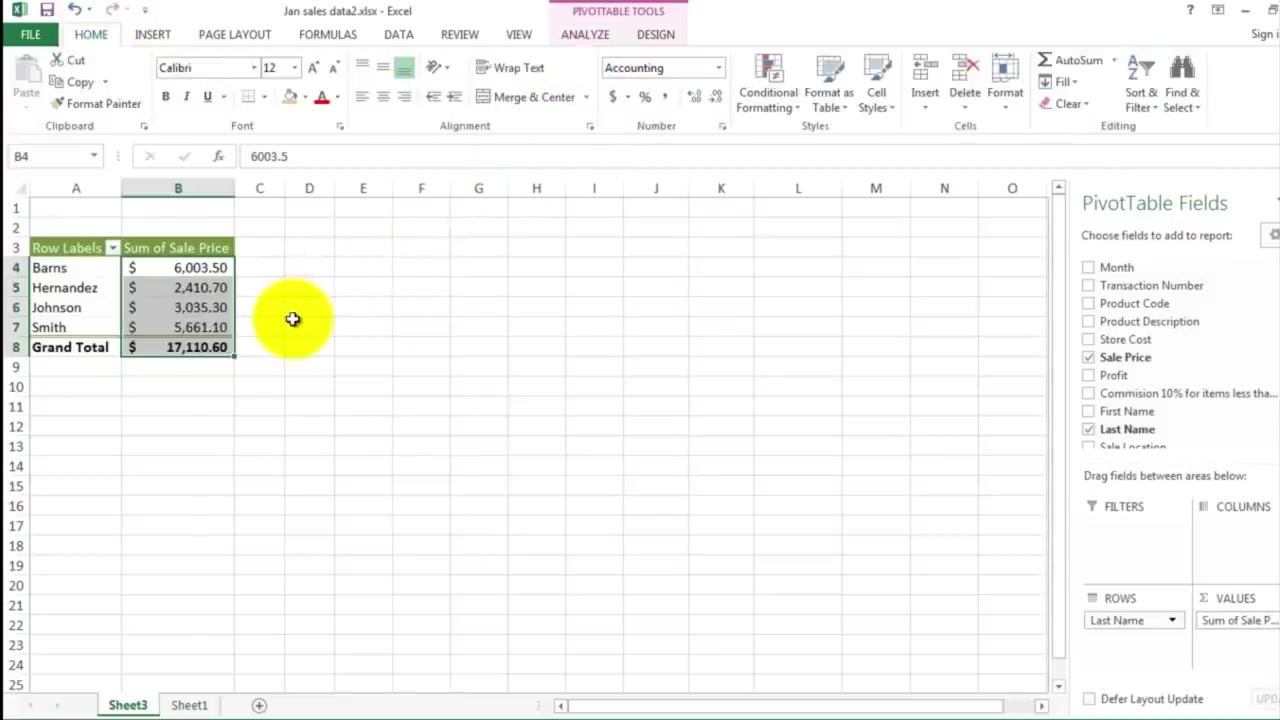 Jan sales data2.xlsx - Excel
PIVOTTABLE TOOLS
?
FILE HOME INSERT PAGE LAYOUT FORMULAS DATA REVIEW VIEW ANALYZE DESIGN Sign i
Paste
Cut
Copy
Format Painter
Clipboard
Calibri 12
B I U A
Font
Wrap Text
Merge & Center
Alignment
Accounting
$ % ,
Number
Conditional Formatting
Format as Table
Cell Styles
Styles
Insert Delete Format
Cells
AutoSum
Fill
Clear
Sort & Filter
Find & Select
Editing
B4 fx 6003.5
A B C D E F G H I J K L M N O
1
2
3 Row Labels Sum of Sale Price
4 Barns $ 6,003.50
5 Hernandez $ 2,410.70
6 Johnson $ 3,035.30
7 Smith $ 5,661.10
8 Grand Total $ 17,110.60
9
10
11
12
13
14
15
16
17
18
19
20
21
22
23
24
25
Sheet3 Sheet1
PivotTable Fields
Choose fields to add to report:
Month
Transaction Number
Product Code
Product Description
Store Cost
Sale Price
Profit
Commision 10% for items less tha...
First Name
Last Name
Sale Location
Drag fields between areas below:
FILTERS COLUMNS
ROWS Σ VALUES
Last Name Sum of Sale P...
Defer Layout Update UPD